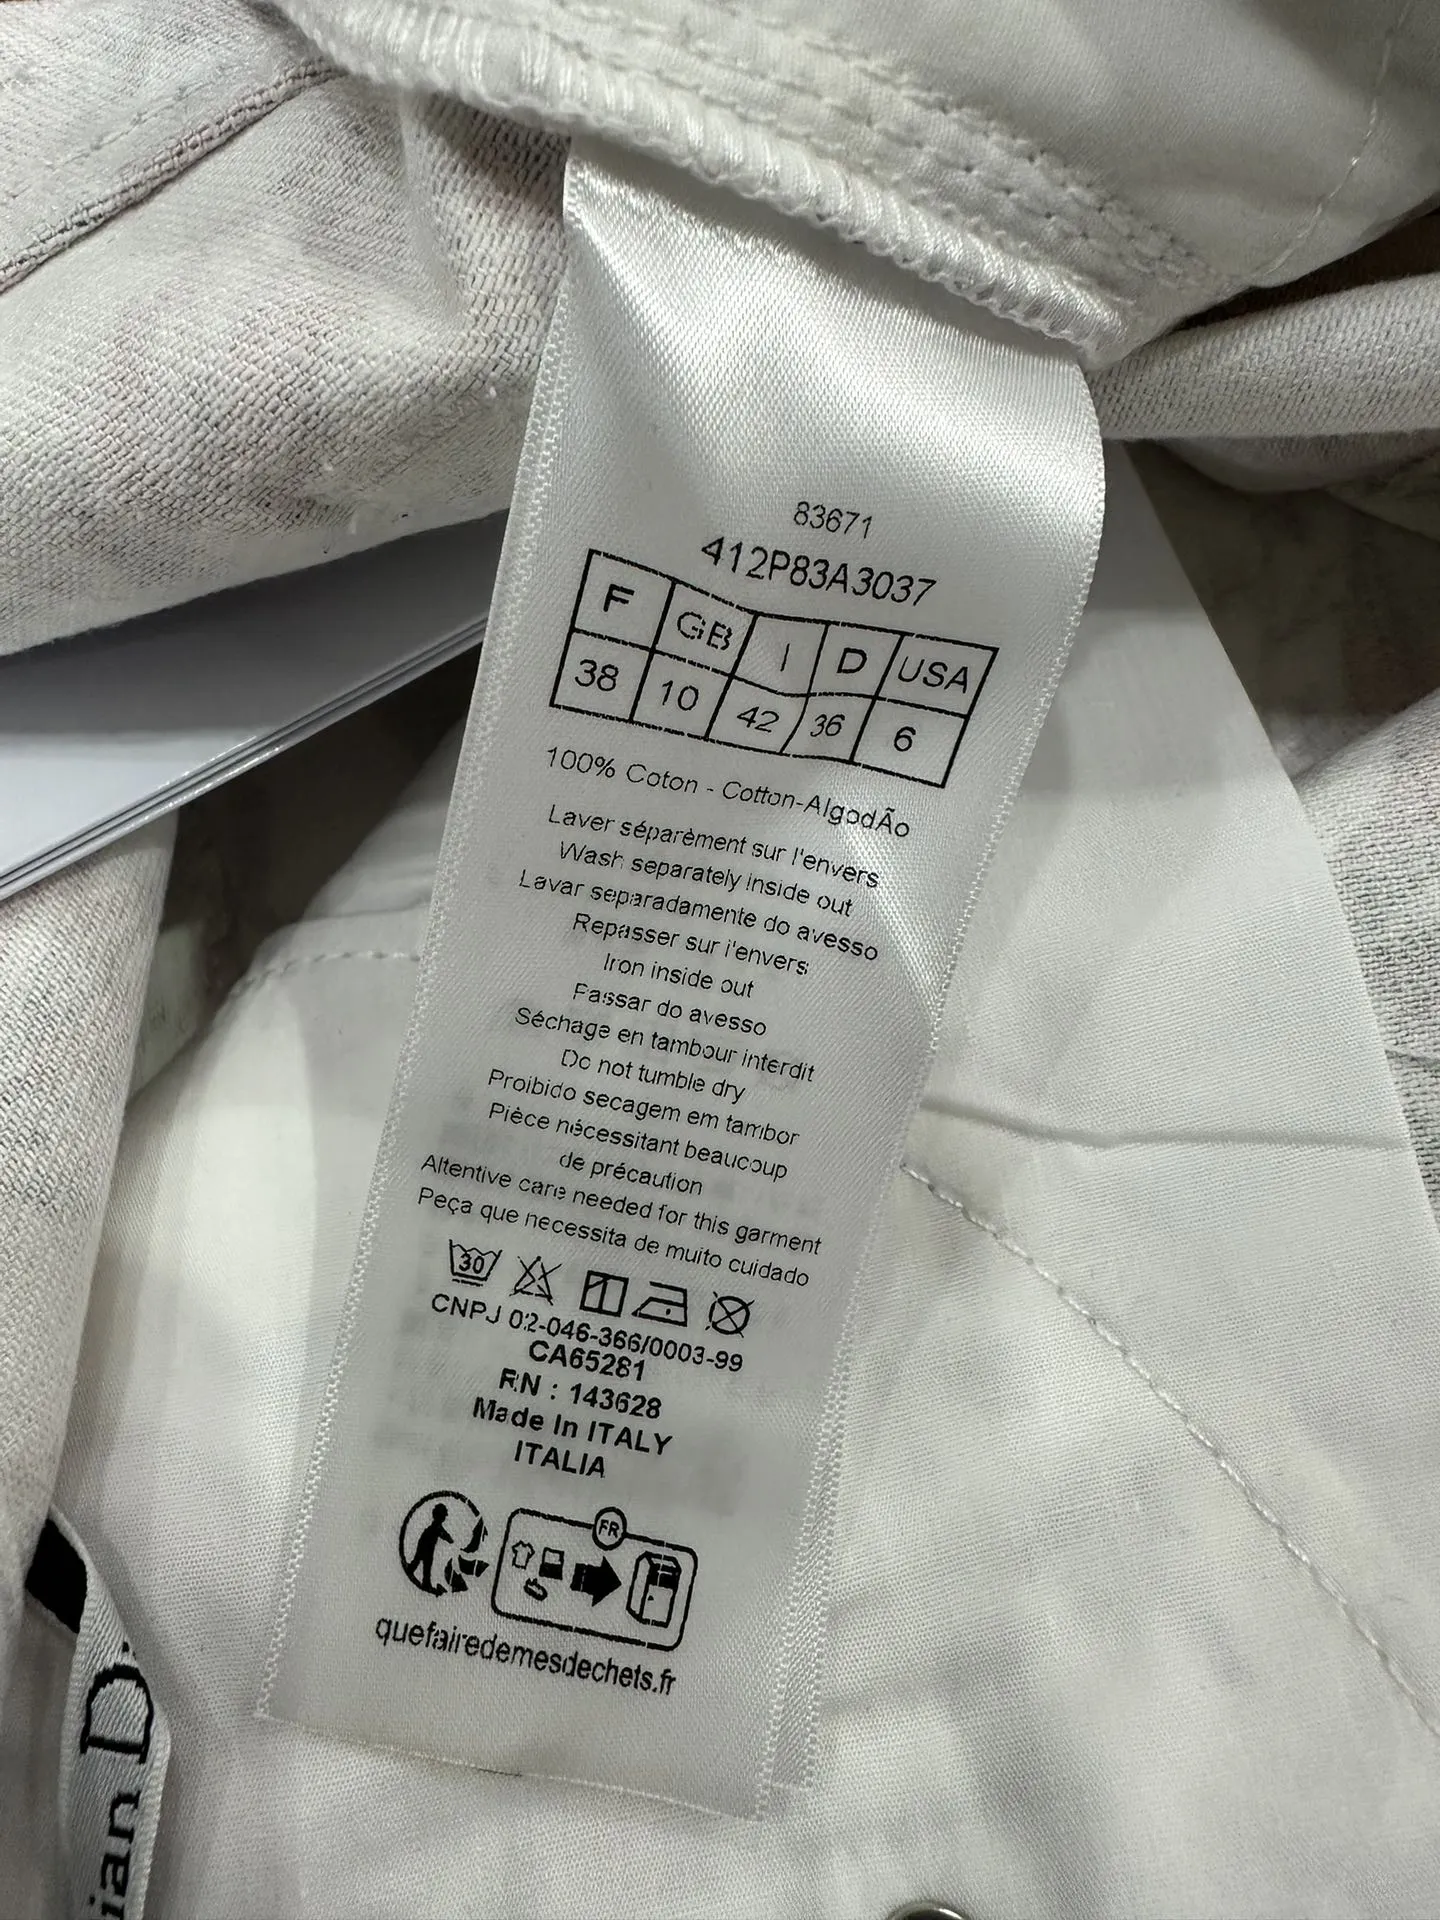 83671
412P83A3037
F GB I D USA
38 10 42 36 6
100% Coton - Cotton-AlgodÃo
Laver séparèment sur l'envers
Wash separately inside out
Lavar separadamente do avesso
Repasser sur l'envers
Iron inside out
Passar do avesso
Séchage en tambour interdit
Do not tumble dry
Proibido secagem em tambor
Pièce nécessitant beaucoup
de précaution
Attentive care needed for this garment
Peça que necessita de muito cuidado
30
CNPJ 02-046-366/0003-99
CA65281
RN : 143628
Made In ITALY
ITALIA
FR
quefairedemesdechets.fr
ian D